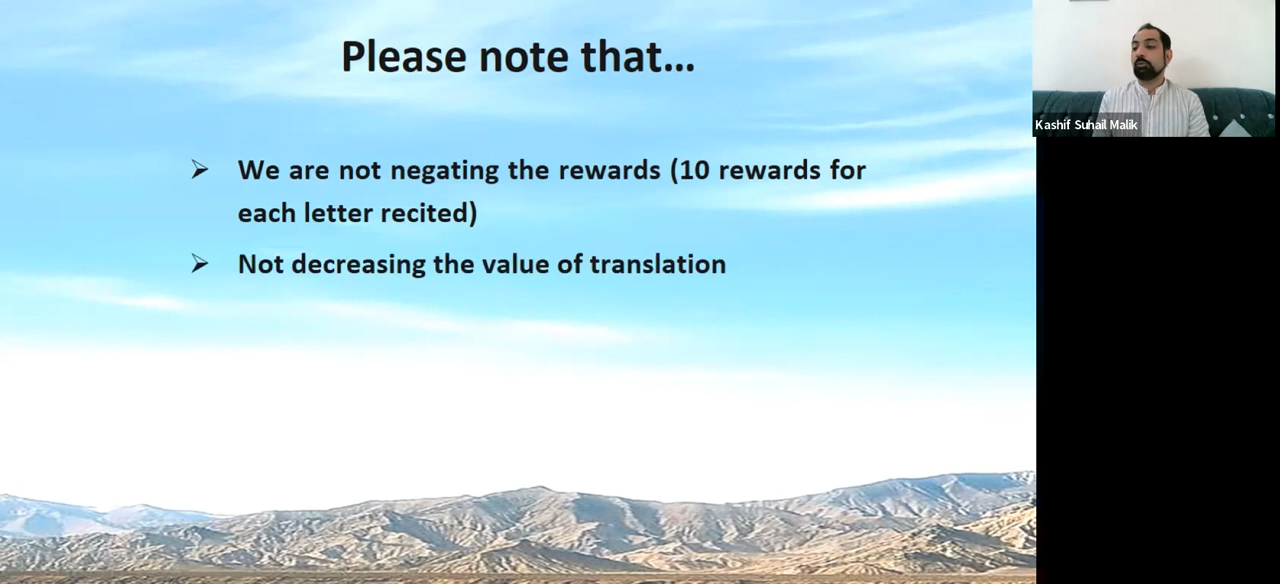 Please note that…
➢ We are not negating the rewards (10 rewards for
each letter recited)
➢ Not decreasing the value of translation
Kashif Suhail Malik